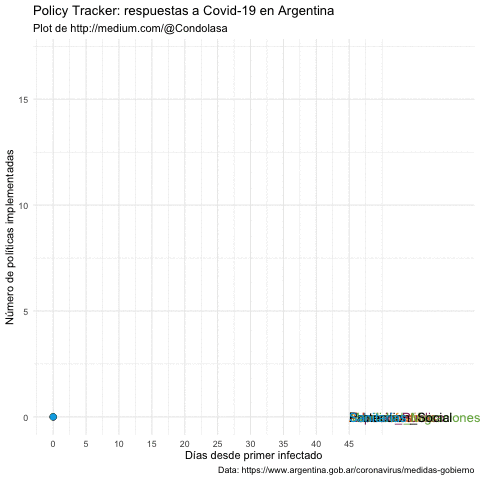 Policy Tracker: respuestas a Covid-19 en Argentina
Plot de http://medium.com/@Condolasa
Número de políticas implementadas
15
10
5
0
Social
0 5 10 15 20 25 30 35 40 45
Días desde primer infectado
Data: https://www.argentina.gob.ar/coronavirus/medidas-gobierno